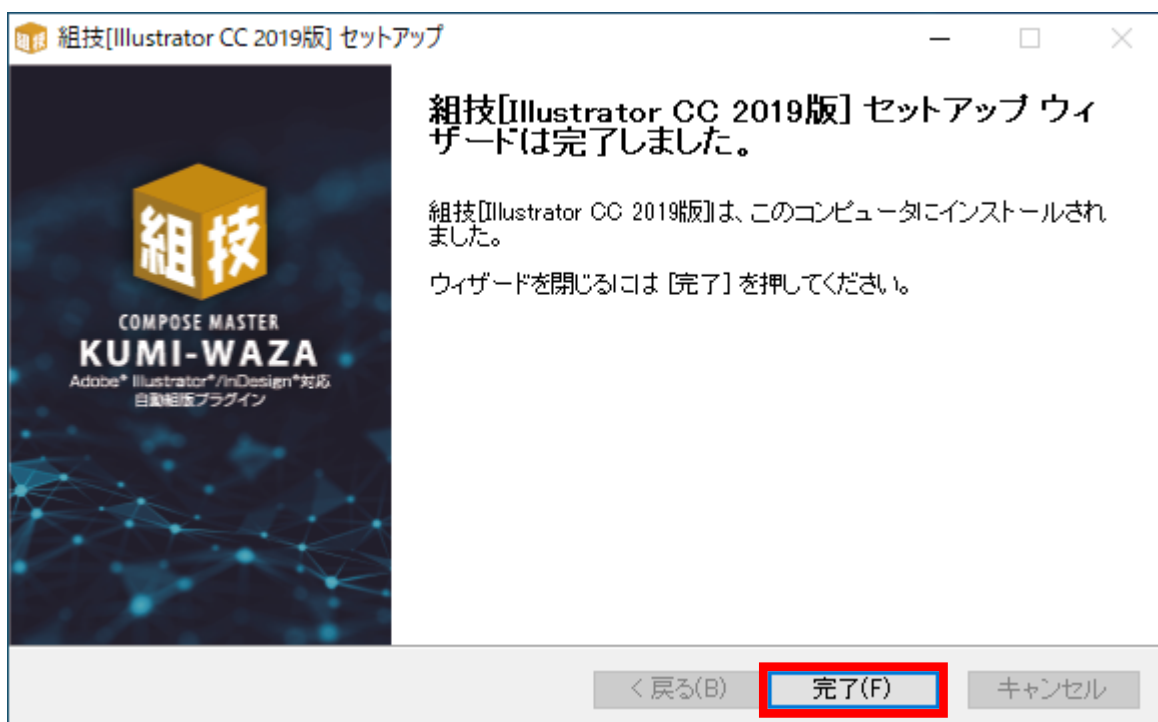 組技[Illustrator CC 2019版] セットアップ
組技[Illustrator CC 2019版] セットアップ ウィ
ザードは完了しました。
組技[Illustrator CC 2019版]は、このコンピュータにインストールされ
ました。
ウィザードを閉じるには [完了] を押してください。
組技
COMPOSE MASTER
KUMI-WAZA
Adobe® Illustrator®/InDesign®対応
自動組版プラグイン
< 戻る(B)
完了(F)
キャンセル